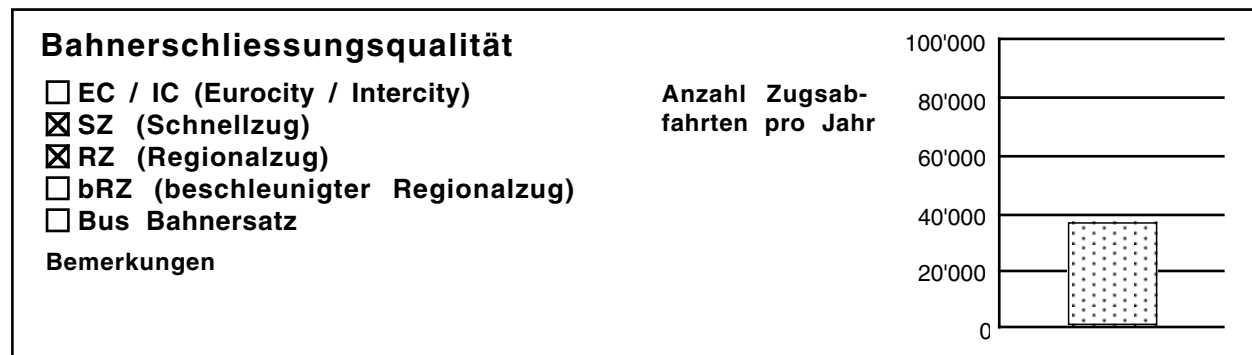 Bahnerschliessungsqualität
☐ EC / IC (Eurocity / Intercity)
☒ SZ (Schnellzug)
☒ RZ (Regionalzug)
☐ bRZ (beschleunigter Regionalzug)
☐ Bus Bahnersatz
Bemerkungen
Anzahl Zugsab-
fahrten pro Jahr
100'000
80'000
60'000
40'000
20'000
0